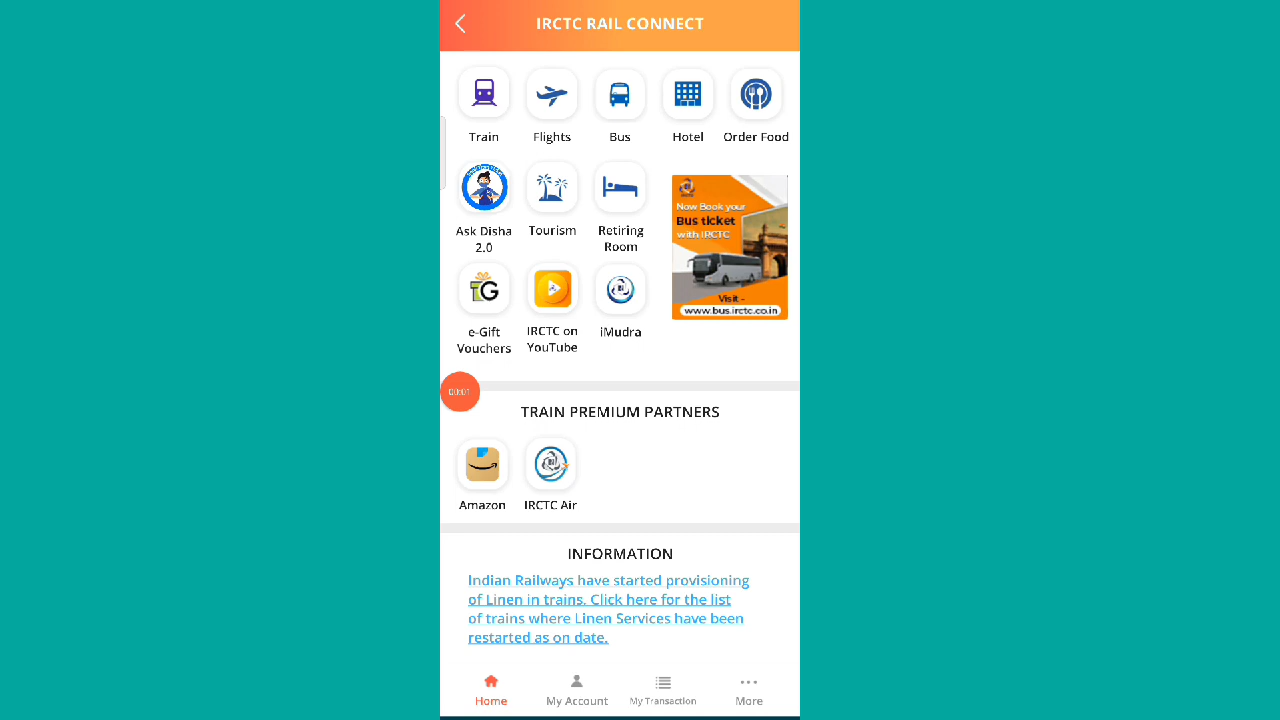 IRCTC RAIL CONNECT
Train
Flights
Bus
Hotel
Order Food
Ask Disha
2.0
Tourism
Retiring
Room
Now Book your
Bus ticket
with IRCTC
Visit -
www.bus.irctc.co.in
TG
e-Gift
Vouchers
IRCTC on
YouTube
iMudra
00:01
TRAIN PREMIUM PARTNERS
Amazon
IRCTC Air
INFORMATION
Indian Railways have started provisioning
of Linen in trains. Click here for the list
of trains where Linen Services have been
restarted as on date.
Home
My Account
My Transaction
More